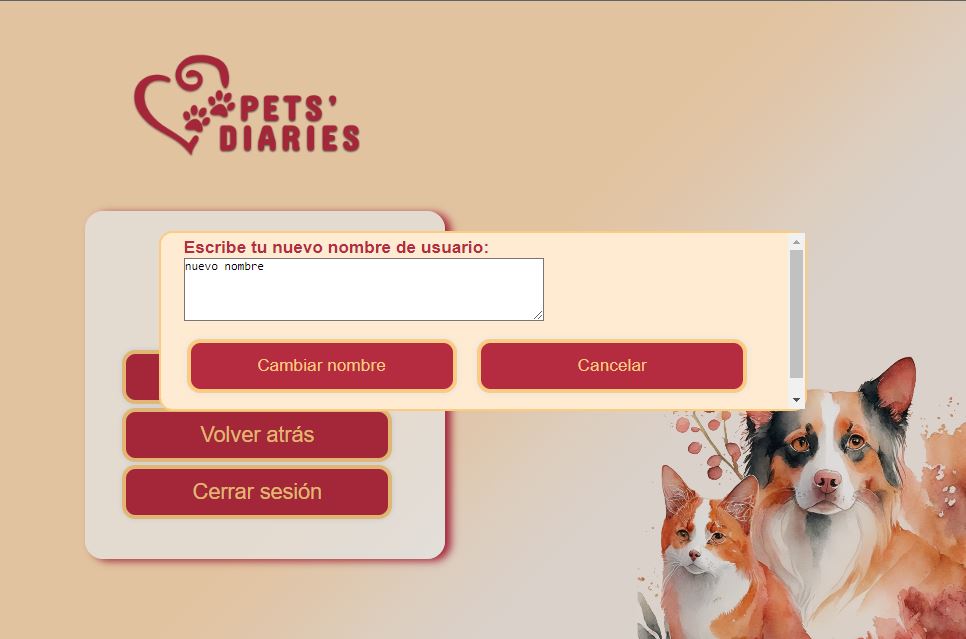 PETS'
DIARIES
Escribe tu nuevo nombre de usuario:
nuevo nombre
Cambiar nombre
Cancelar
Volver atrás
Cerrar sesión